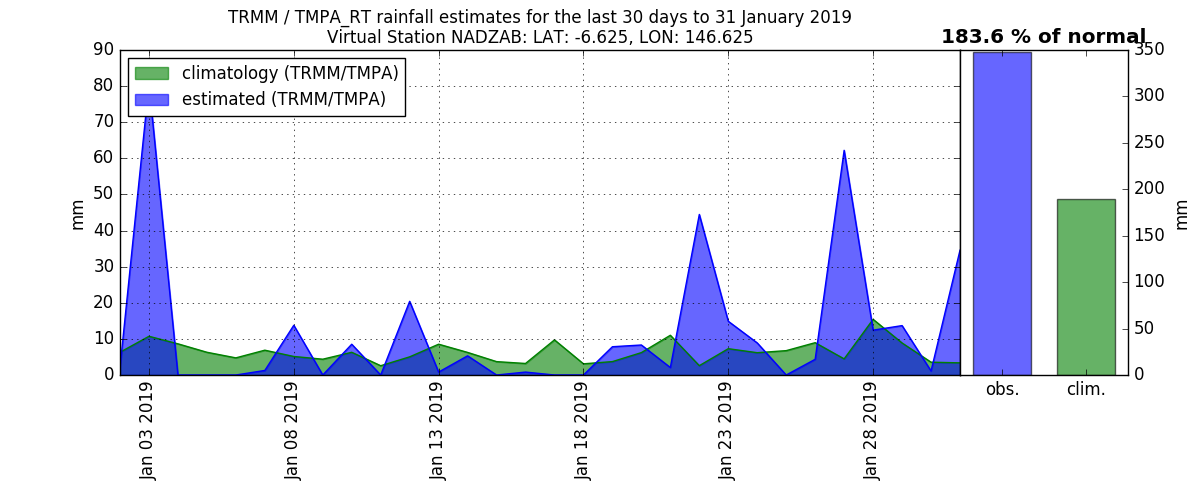 TRMM / TMPA_RT rainfall estimates for the last 30 days to 31 January 2019
Virtual Station NADZAB: LAT: -6.625, LON: 146.625
183.6 % of normal
climatology (TRMM/TMPA)
estimated (TRMM/TMPA)
90
80
70
60
50
40
30
20
10
0
mm
350
300
250
200
150
100
50
0
mm
Jan 03 2019
Jan 08 2019
Jan 13 2019
Jan 18 2019
Jan 23 2019
Jan 28 2019
obs.
clim.